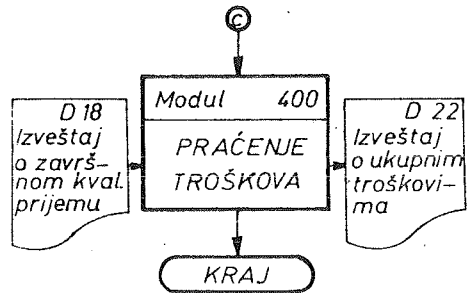 C
D 18
Izveštaj
o završ-
nom kval.
prijemu
Modul 400
PRAĆENJE
TROŠKOVA
D 22
Izveštaj
o ukupnim
troškovi-
ma
KRAJ